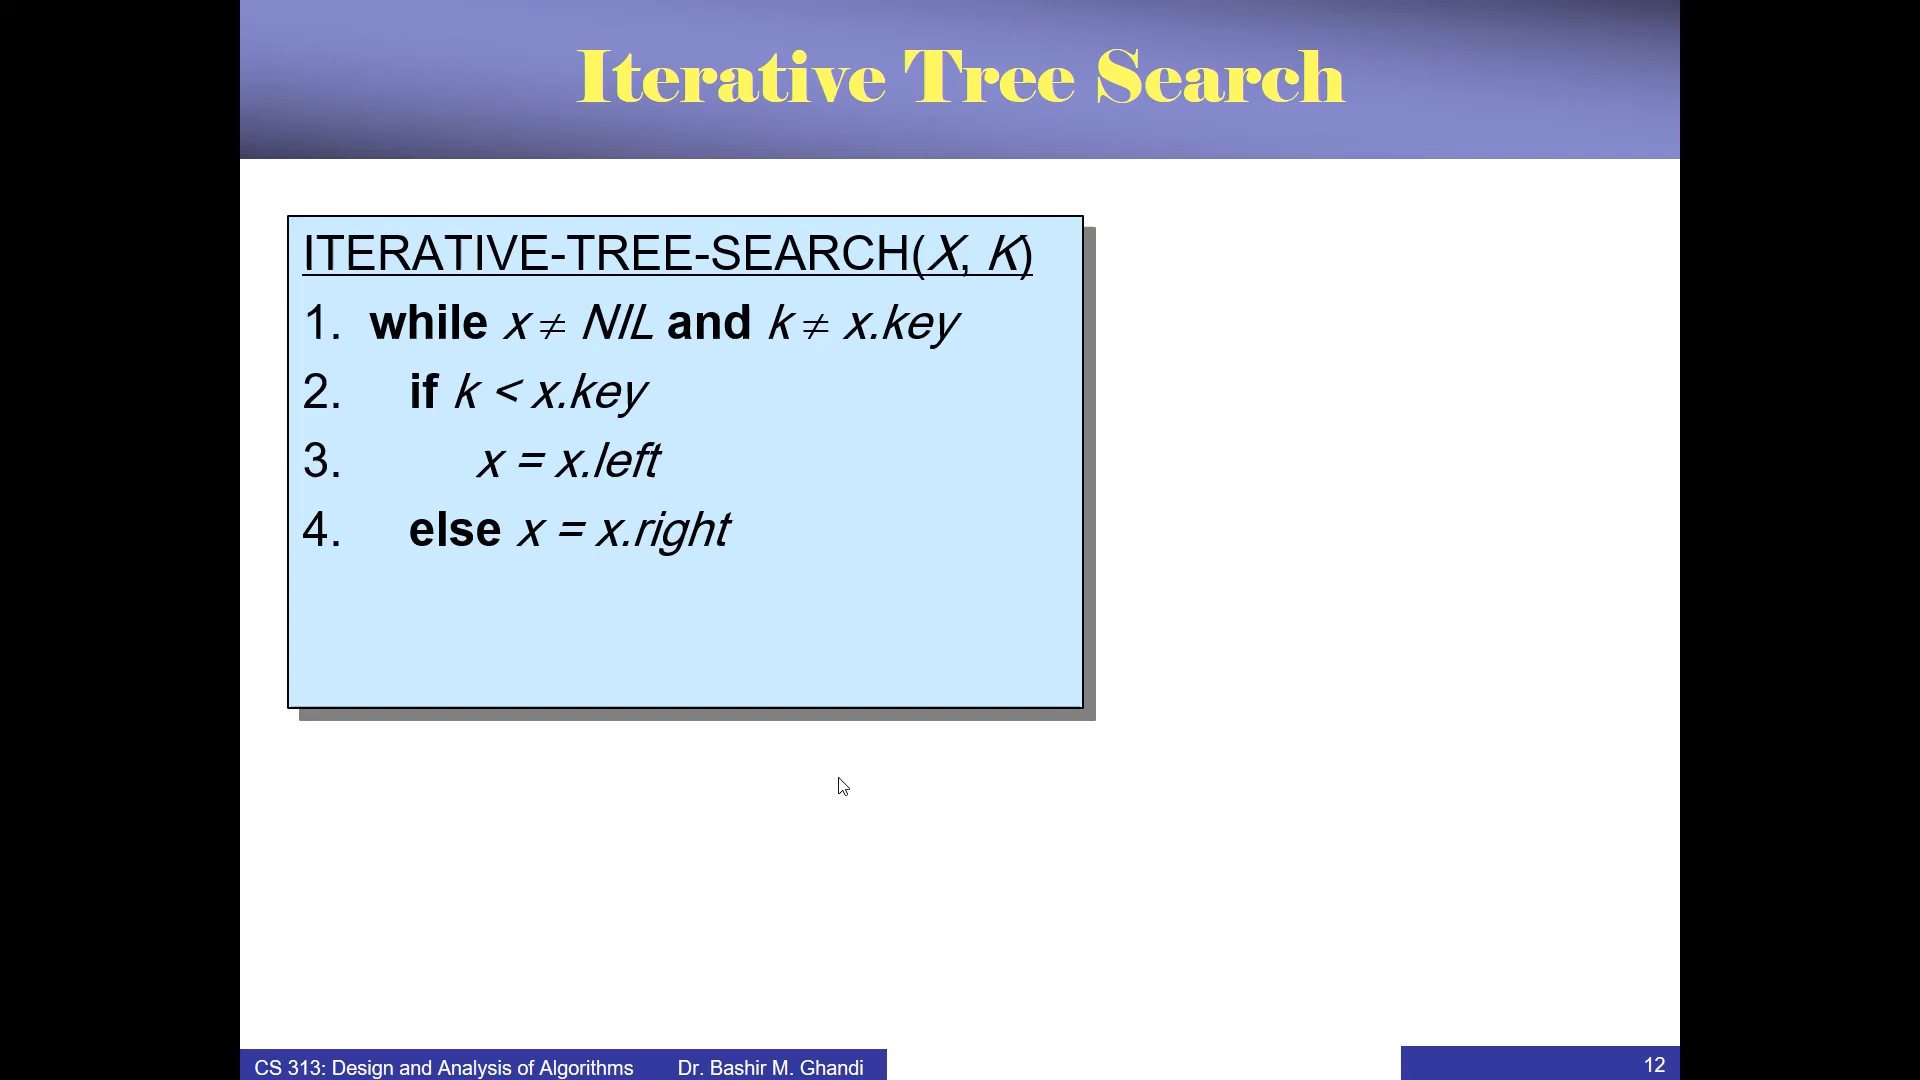 Iterative Tree Search
ITERATIVE-TREE-SEARCH(X, K)
1. while x ≠ NIL and k ≠ x.key
2. if k < x.key
3. x = x.left
4. else x = x.right
CS 313: Design and Analysis of Algorithms Dr. Bashir M. Ghandi
12